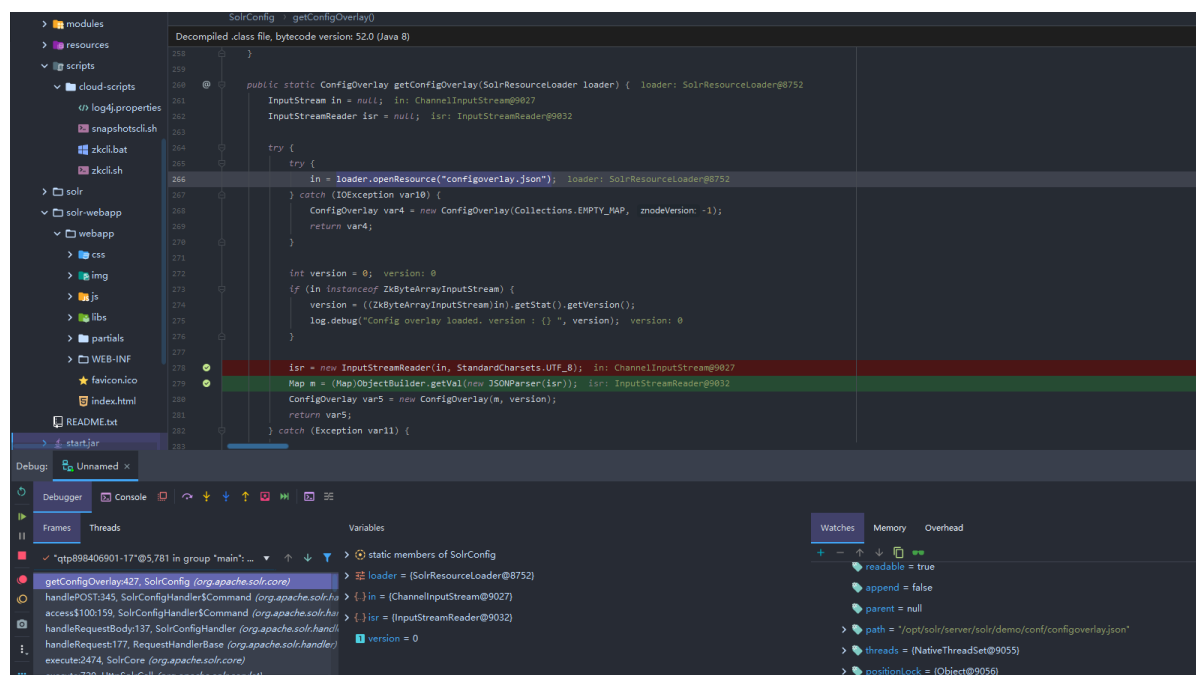 modules
resources
scripts
cloud-scripts
log4j.properties
snapshotscli.sh
zkcli.bat
zkcli.sh
solr
solr-webapp
webapp
css
img
js
libs
partials
WEB-INF
favicon.ico
index.html
README.txt
start.jar
SolrConfig > getConfigOverlay()
Decompiled .class file, bytecode version: 52.0 (Java 8)
258 }
259
260 @ public static ConfigOverlay getConfigOverlay(SolrResourceLoader loader) { loader: SolrResourceLoader@8752
261 InputStream in = null; in: ChannelInputStream@9027
262 InputStreamReader isr = null; isr: InputStreamReader@9032
263
264 try {
265 try {
266 in = loader.openResource("configoverlay.json"); loader: SolrResourceLoader@8752
267 } catch (IOException var10) {
268 ConfigOverlay var4 = new ConfigOverlay(Collections.EMPTY_MAP, znodeVersion: -1);
269 return var4;
270 }
271
272 int version = 0; version: 0
273 if (in instanceof ZkByteArrayInputStream) {
274 version = ((ZkByteArrayInputStream)in).getStat().getVersion();
275 log.debug("Config overlay loaded. version : {} ", version); version: 0
276 }
277
278 isr = new InputStreamReader(in, StandardCharsets.UTF_8); in: ChannelInputStream@9027
279 Map m = (Map)ObjectBuilder.getVal(new JSONParser(isr)); isr: InputStreamReader@9032
280 ConfigOverlay var5 = new ConfigOverlay(m, version);
281 return var5;
282 } catch (Exception var11) {
283
Debug: Unnamed ×
Debugger Console
Frames Threads
"qtp898406901-17"@5,781 in group "main": ...
getConfigOverlay:427, SolrConfig (org.apache.solr.core)
handlePOST:345, SolrConfigHandler$Command (org.apache.solr.ha
access$100:159, SolrConfigHandler$Command (org.apache.solr.ha
handleRequestBody:137, SolrConfigHandler (org.apache.solr.handle
handleRequest:177, RequestHandlerBase (org.apache.solr.handler)
execute:2474, SolrCore (org.apache.solr.core)
Variables
static members of SolrConfig
loader = {SolrResourceLoader@8752}
in = {ChannelInputStream@9027}
isr = {InputStreamReader@9032}
version = 0
Watches Memory Overhead
readable = true
append = false
parent = null
path = "/opt/solr/server/solr/demo/conf/configoverlay.json"
threads = {NativeThreadSet@9055}
positionLock = {Object@9056}